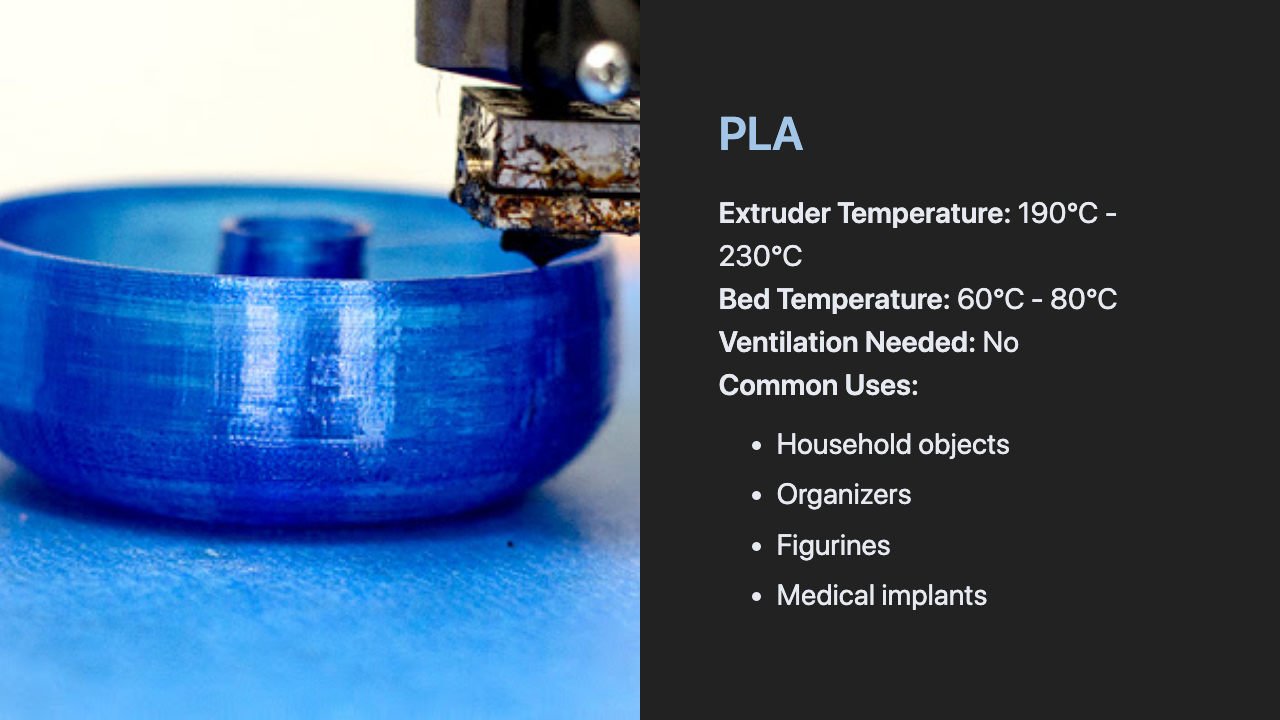 PLA
Extruder Temperature: 190°C -
230°C
Bed Temperature: 60°C - 80°C
Ventilation Needed: No
Common Uses:
• Household objects
• Organizers
• Figurines
• Medical implants